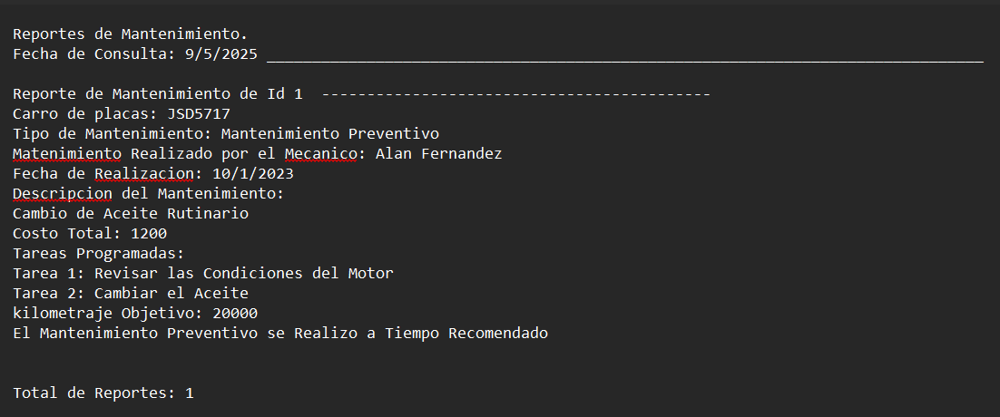 Reportes de Mantenimiento.
Fecha de Consulta: 9/5/2025 _______________________________________________________________________________
Reporte de Mantenimiento de Id 1  -------------------------------------------
Carro de placas: JSD5717
Tipo de Mantenimiento: Mantenimiento Preventivo
Matenimiento Realizado por el Mecanico: Alan Fernandez
Fecha de Realizacion: 10/1/2023
Descripcion del Mantenimiento:
Cambio de Aceite Rutinario
Costo Total: 1200
Tareas Programadas:
Tarea 1: Revisar las Condiciones del Motor
Tarea 2: Cambiar el Aceite
kilometraje Objetivo: 20000
El Mantenimiento Preventivo se Realizo a Tiempo Recomendado
Total de Reportes: 1